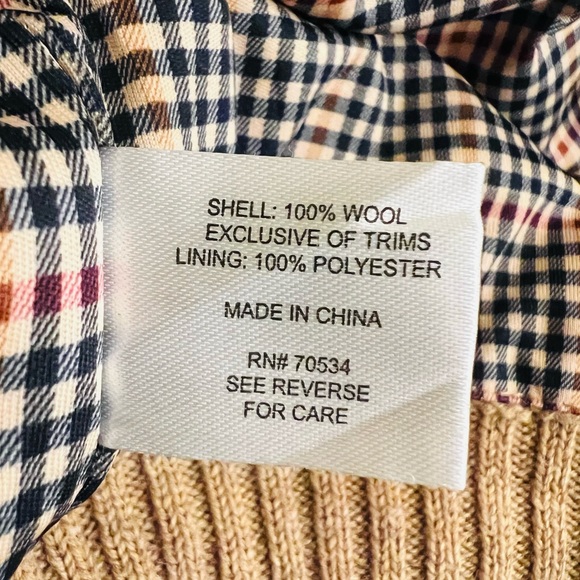 SHELL: 100% WOOL
EXCLUSIVE OF TRIMS
LINING: 100% POLYESTER
MADE IN CHINA
RN# 70534
SEE REVERSE
FOR CARE